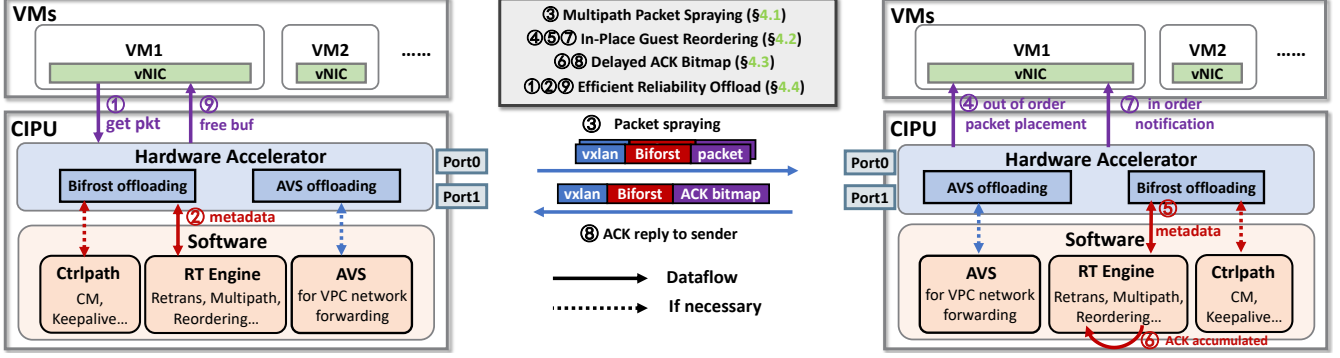 VMs
VM1
vNIC
VM2
vNIC
......
① get pkt
⑨ free buf
CIPU
Hardware Accelerator
Bifrost offloading
AVS offloading
Port0
Port1
② metadata
Software
Ctrlpath
CM,
Keepalive...
RT Engine
Retrans, Multipath,
Reordering...
AVS
for VPC network
forwarding
③ Multipath Packet Spraying (§4.1)
④⑤⑦ In-Place Guest Reordering (§4.2)
⑥⑧ Delayed ACK Bitmap (§4.3)
①②⑨ Efficient Reliability Offload (§4.4)
③ Packet spraying
vxlan Biforst packet
vxlan Biforst ACK bitmap
⑧ ACK reply to sender
Dataflow
If necessary
VMs
VM1
vNIC
VM2
vNIC
......
④ out of order
packet placement
⑦ in order
notification
CIPU
Hardware Accelerator
Port0
Port1
AVS offloading
Bifrost offloading
⑤
metadata
Software
AVS
for VPC network
forwarding
RT Engine
Retrans, Multipath,
Reordering...
Ctrlpath
CM,
Keepalive...
⑥ ACK accumulated